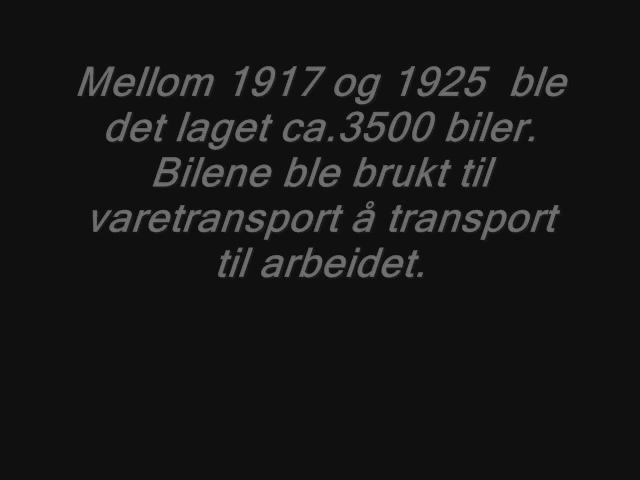 Mellom 1917 og 1925 ble
det laget ca.3500 biler.
Bilene ble brukt til
varetransport å transport
til arbeidet.